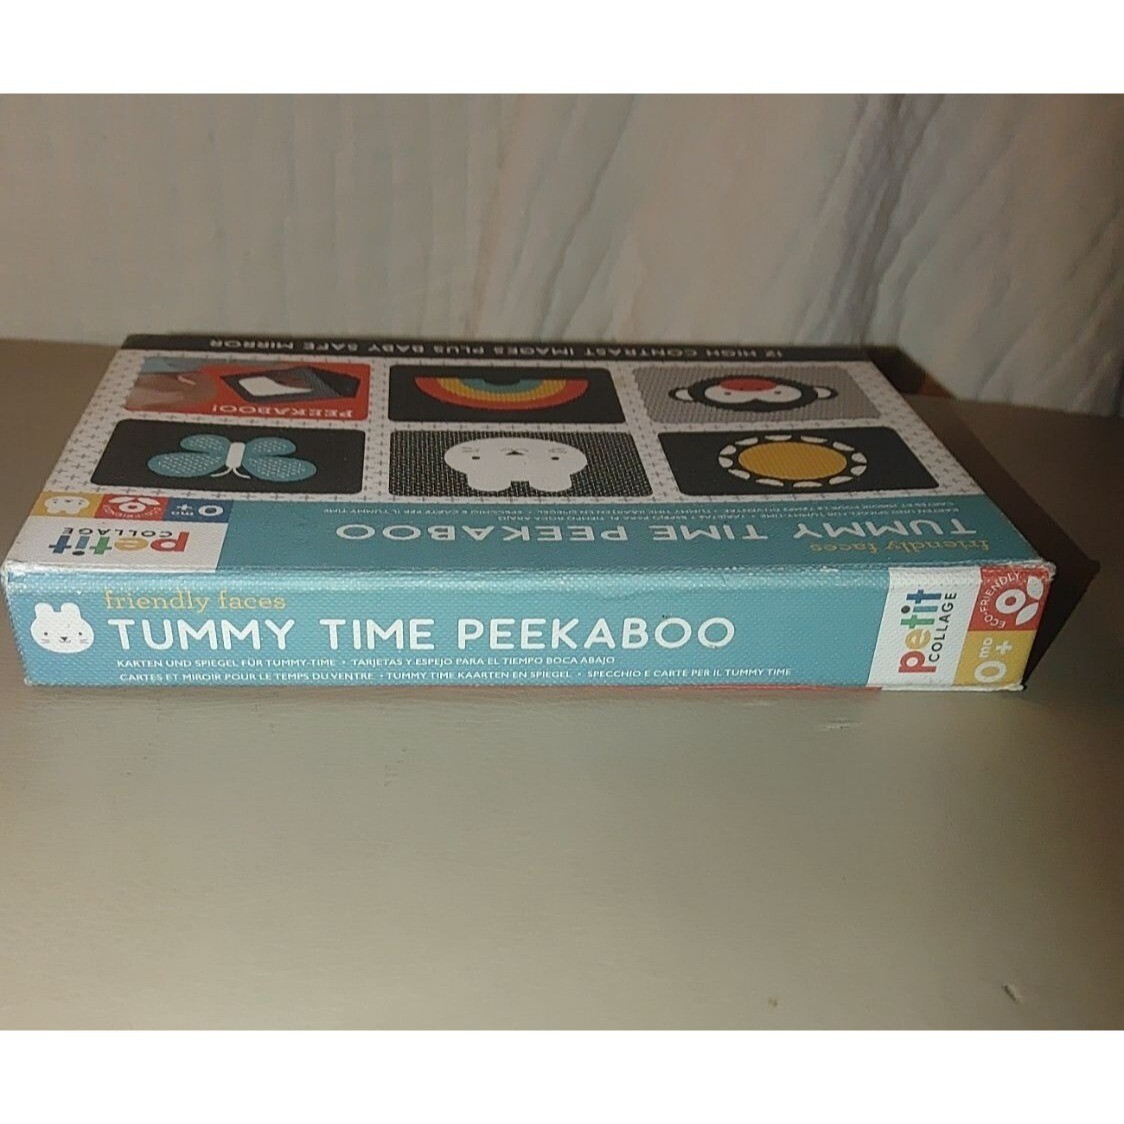 12 HIGH CONTRAST IMAGES PLUS BABY SAFE MIRROR
PEEKABOO!
0 mo +
ECO-FRIENDLY
petit
COLLAGE
friendly faces
TUMMY TIME PEEKABOO
friendly faces
TUMMY TIME PEEKABOO
KARTEN UND SPIEGEL FÜR TUMMY-TIME • TARJETAS Y ESPEJO PARA EL TIEMPO BOCA ABAJO
CARTES ET MIROIR POUR LE TEMPS DU VENTRE • TUMMY TIME KAARTEN EN SPIEGEL • SPECCHIO E CARTE PER IL TUMMY TIME
petit
COLLAGE
ECO-FRIENDLY
0 mo +